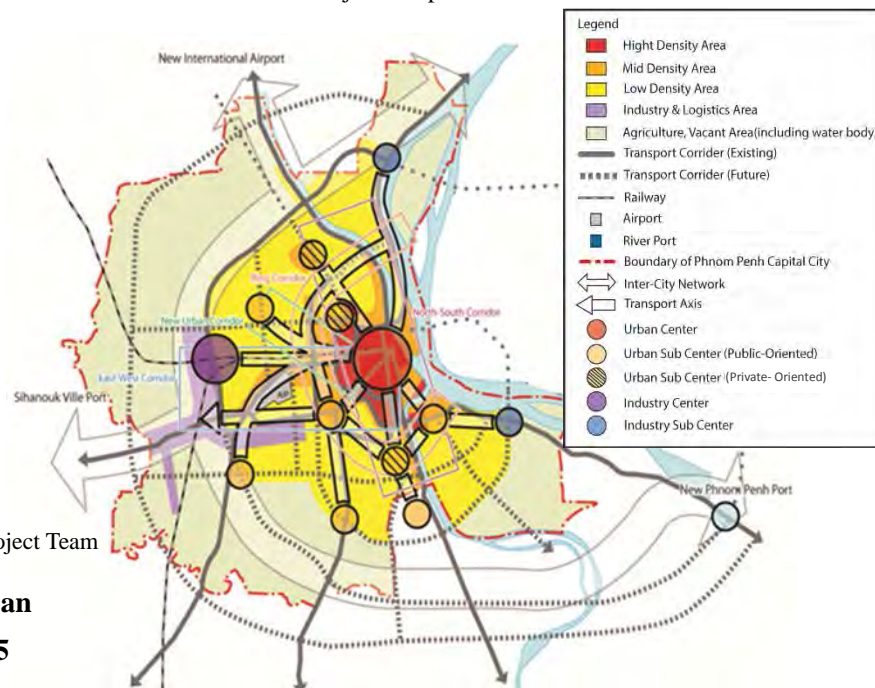 New International Airport
Ring Corridor
New Urban Corridor
North South Corridor
East West Corridor
Sihanouk Ville Port
AP
New Phnom Penh Port
Legend
Hight Density Area
Mid Density Area
Low Density Area
Industry & Logistics Area
Agriculture, Vacant Area(including water body
Transport Corrider (Existing)
Transport Corrider (Future)
Railway
Airport
River Port
Boundary of Phnom Penh Capital City
Inter-City Network
Transport Axis
Urban Center
Urban Sub Center (Public-Oriented)
Urban Sub Center (Private- Oriented)
Industry Center
Industry Sub Center
oject Team
an
5